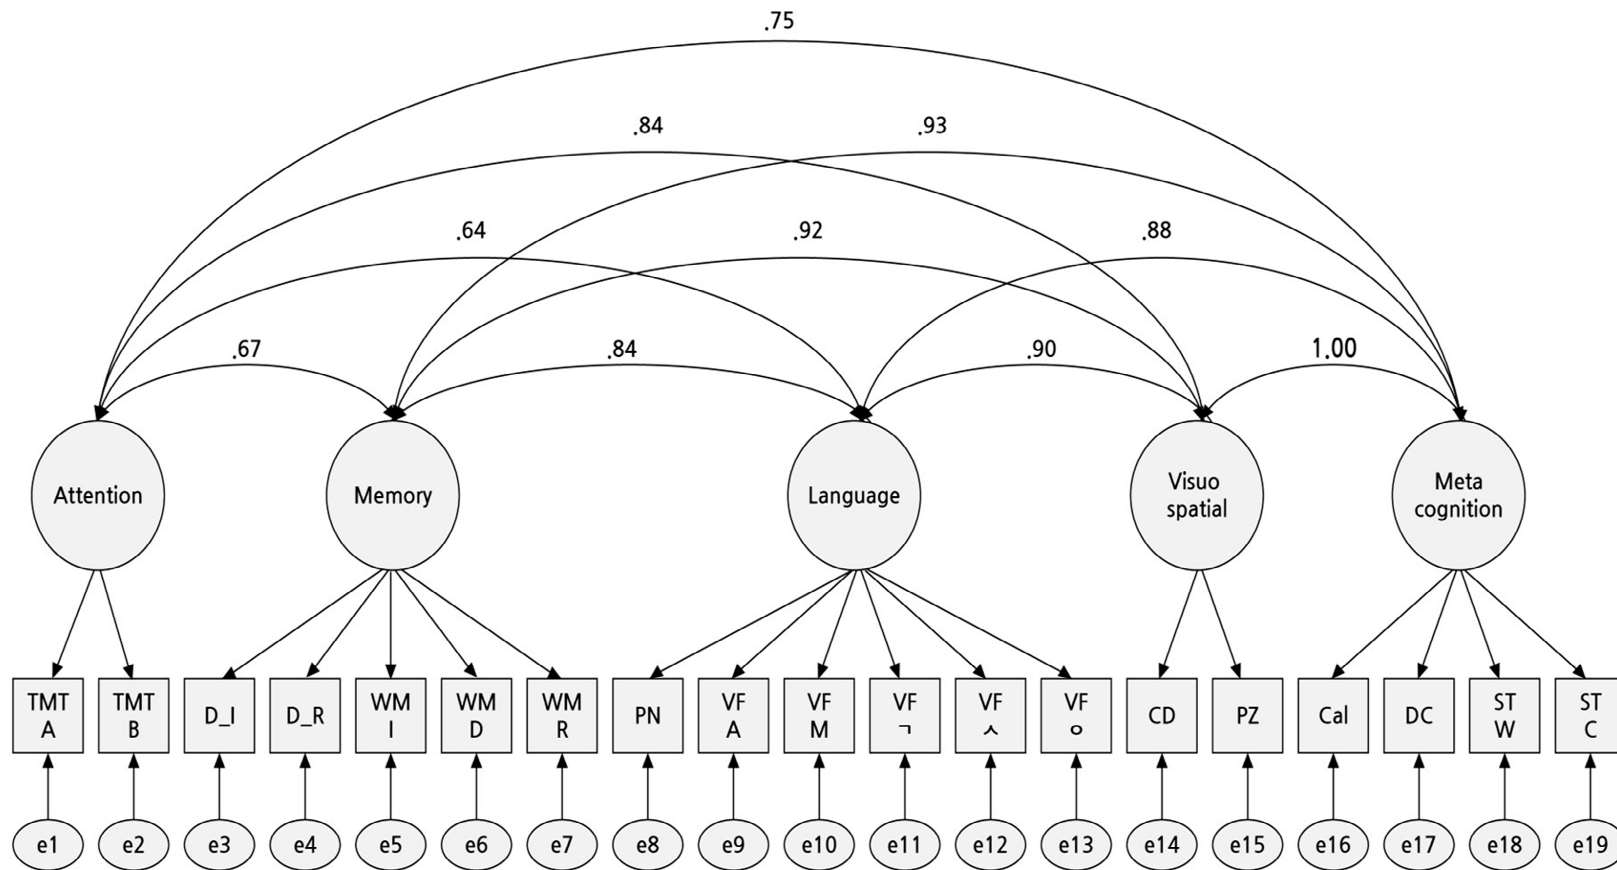 .75
.84
.93
.64
.92
.88
.67
.84
.90
1.00
Attention
Memory
Language
Visuo
spatial
Meta
cognition
TMT
A
TMT
B
D_I
D_R
WM
I
WM
D
WM
R
PN
VF
A
VF
M
VF
ㄱ
VF
ㅅ
VF
ㅇ
CD
PZ
Cal
DC
ST
W
ST
C
e1
e2
e3
e4
e5
e6
e7
e8
e9
e10
e11
e12
e13
e14
e15
e16
e17
e18
e19